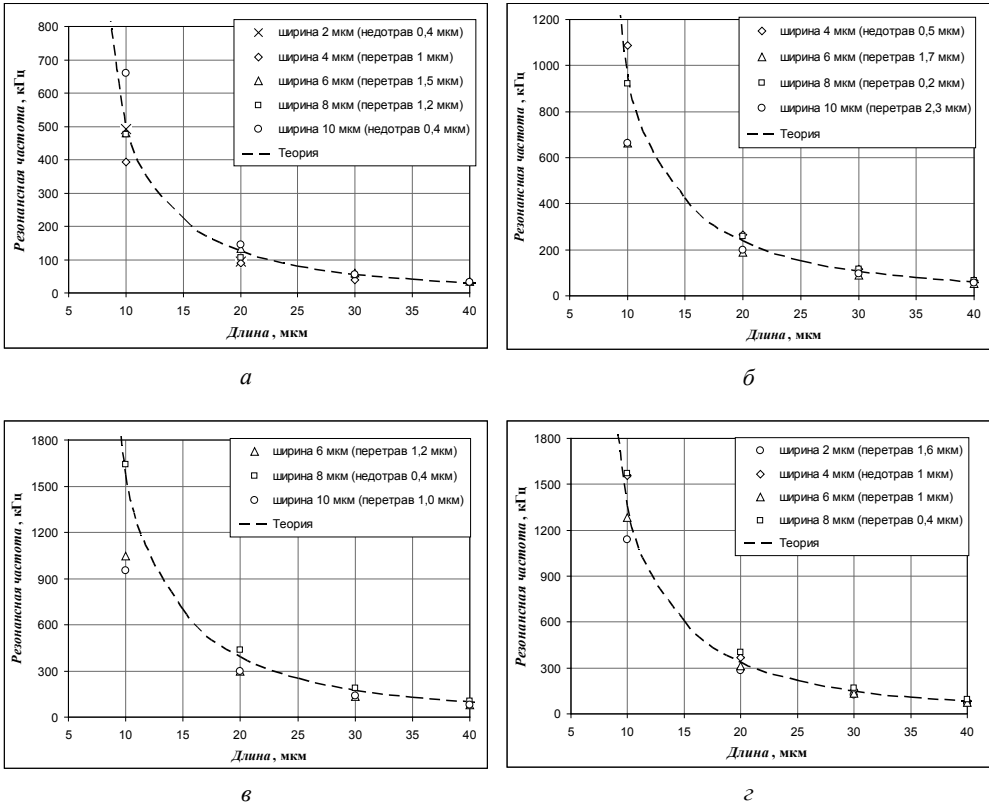 800
700
600
500
400
300
200
100
0
Резонансная частота, кГц
5 10 15 20 25 30 35 40
Длина, мкм
ширина 2 мкм (недотрав 0,4 мкм)
ширина 4 мкм (перетрав 1 мкм)
ширина 6 мкм (перетрав 1,5 мкм)
ширина 8 мкм (перетрав 1,2 мкм)
ширина 10 мкм (недотрав 0,4 мкм)
Теория
а
1200
1000
800
600
400
200
0
Резонансная частота, кГц
5 10 15 20 25 30 35 40
Длина, мкм
ширина 4 мкм (недотрав 0,5 мкм)
ширина 6 мкм (перетрав 1,7 мкм)
ширина 8 мкм (перетрав 0,2 мкм)
ширина 10 мкм (перетрав 2,3 мкм)
Теория
б
1800
1500
1200
900
600
300
0
Резонансная частота, кГц
5 10 15 20 25 30 35 40
Длина, мкм
ширина 6 мкм (перетрав 1,2 мкм)
ширина 8 мкм (недотрав 0,4 мкм)
ширина 10 мкм (перетрав 1,0 мкм)
Теория
в
1800
1500
1200
900
600
300
0
Резонансная частота, кГц
5 10 15 20 25 30 35 40
Длина, мкм
ширина 2 мкм (перетрав 1,6 мкм)
ширина 4 мкм (недотрав 1 мкм)
ширина 6 мкм (перетрав 1 мкм)
ширина 8 мкм (перетрав 0,4 мкм)
Теория
г